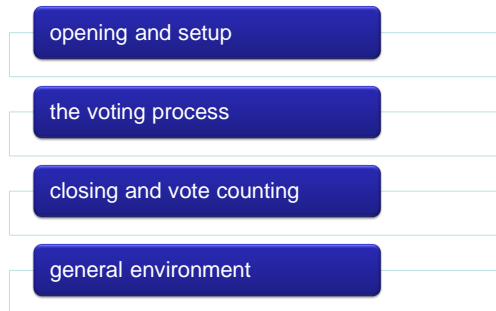 opening and setup
the voting process
closing and vote counting
general environment